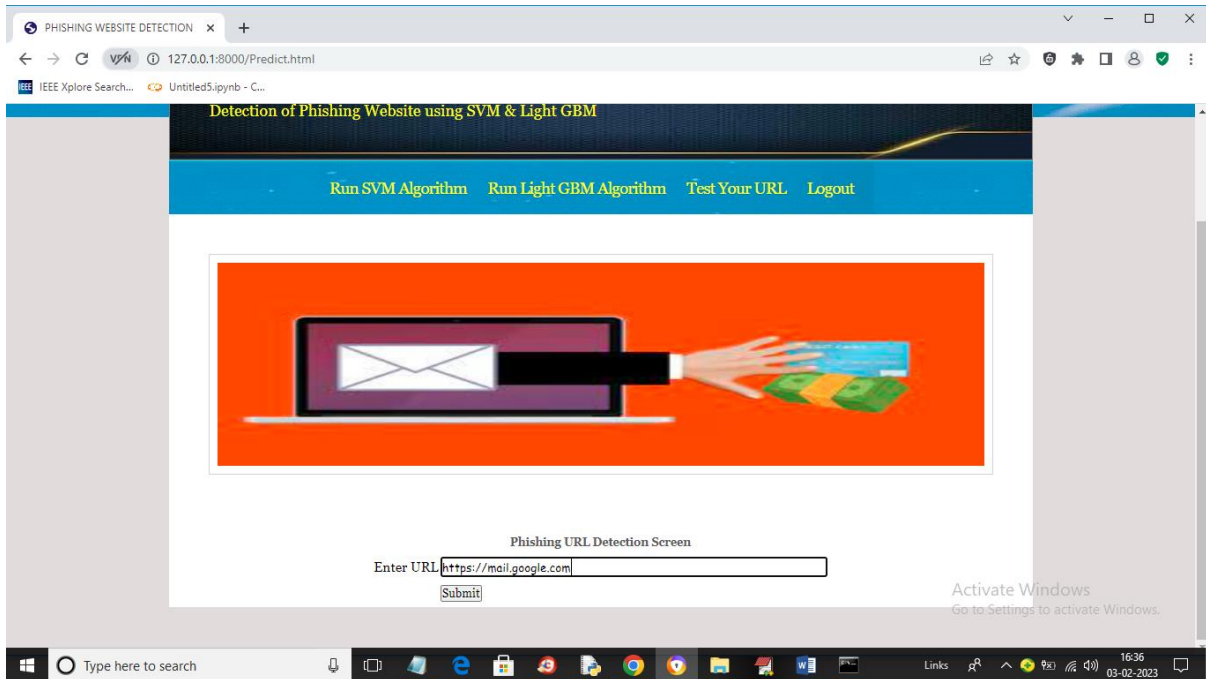 PHISHING WEBSITE DETECTION
127.0.0.1:8000/Predict.html
IEEE IEEE Xplore Search... Untitled5.ipynb - C...
Detection of Phishing Website using SVM & Light GBM
Run SVM Algorithm Run Light GBM Algorithm Test Your URL Logout
Phishing URL Detection Screen
Enter URL https://mail.google.com
Submit
Activate Windows
Go to Settings to activate Windows.
Type here to search
Links
16:36
03-02-2023